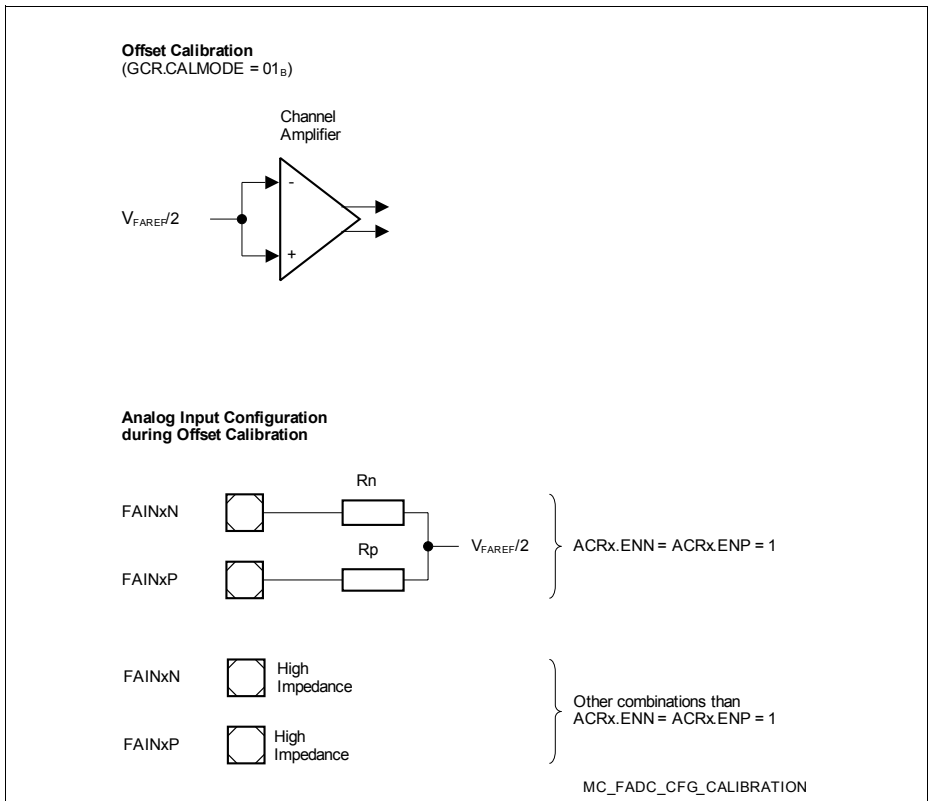 Offset Calibration
(GCR.CALMODE = 01B)
Channel
Amplifier
-
VFAREF/2
+
Analog Input Configuration
during Offset Calibration
Rn
FAINxN
VFAREF/2
ACRx.ENN = ACRx.ENP = 1
Rp
FAINxP
FAINxN
High
Impedance
Other combinations than
ACRx.ENN = ACRx.ENP = 1
FAINxP
High
Impedance
MC_FADC_CFG_CALIBRATION